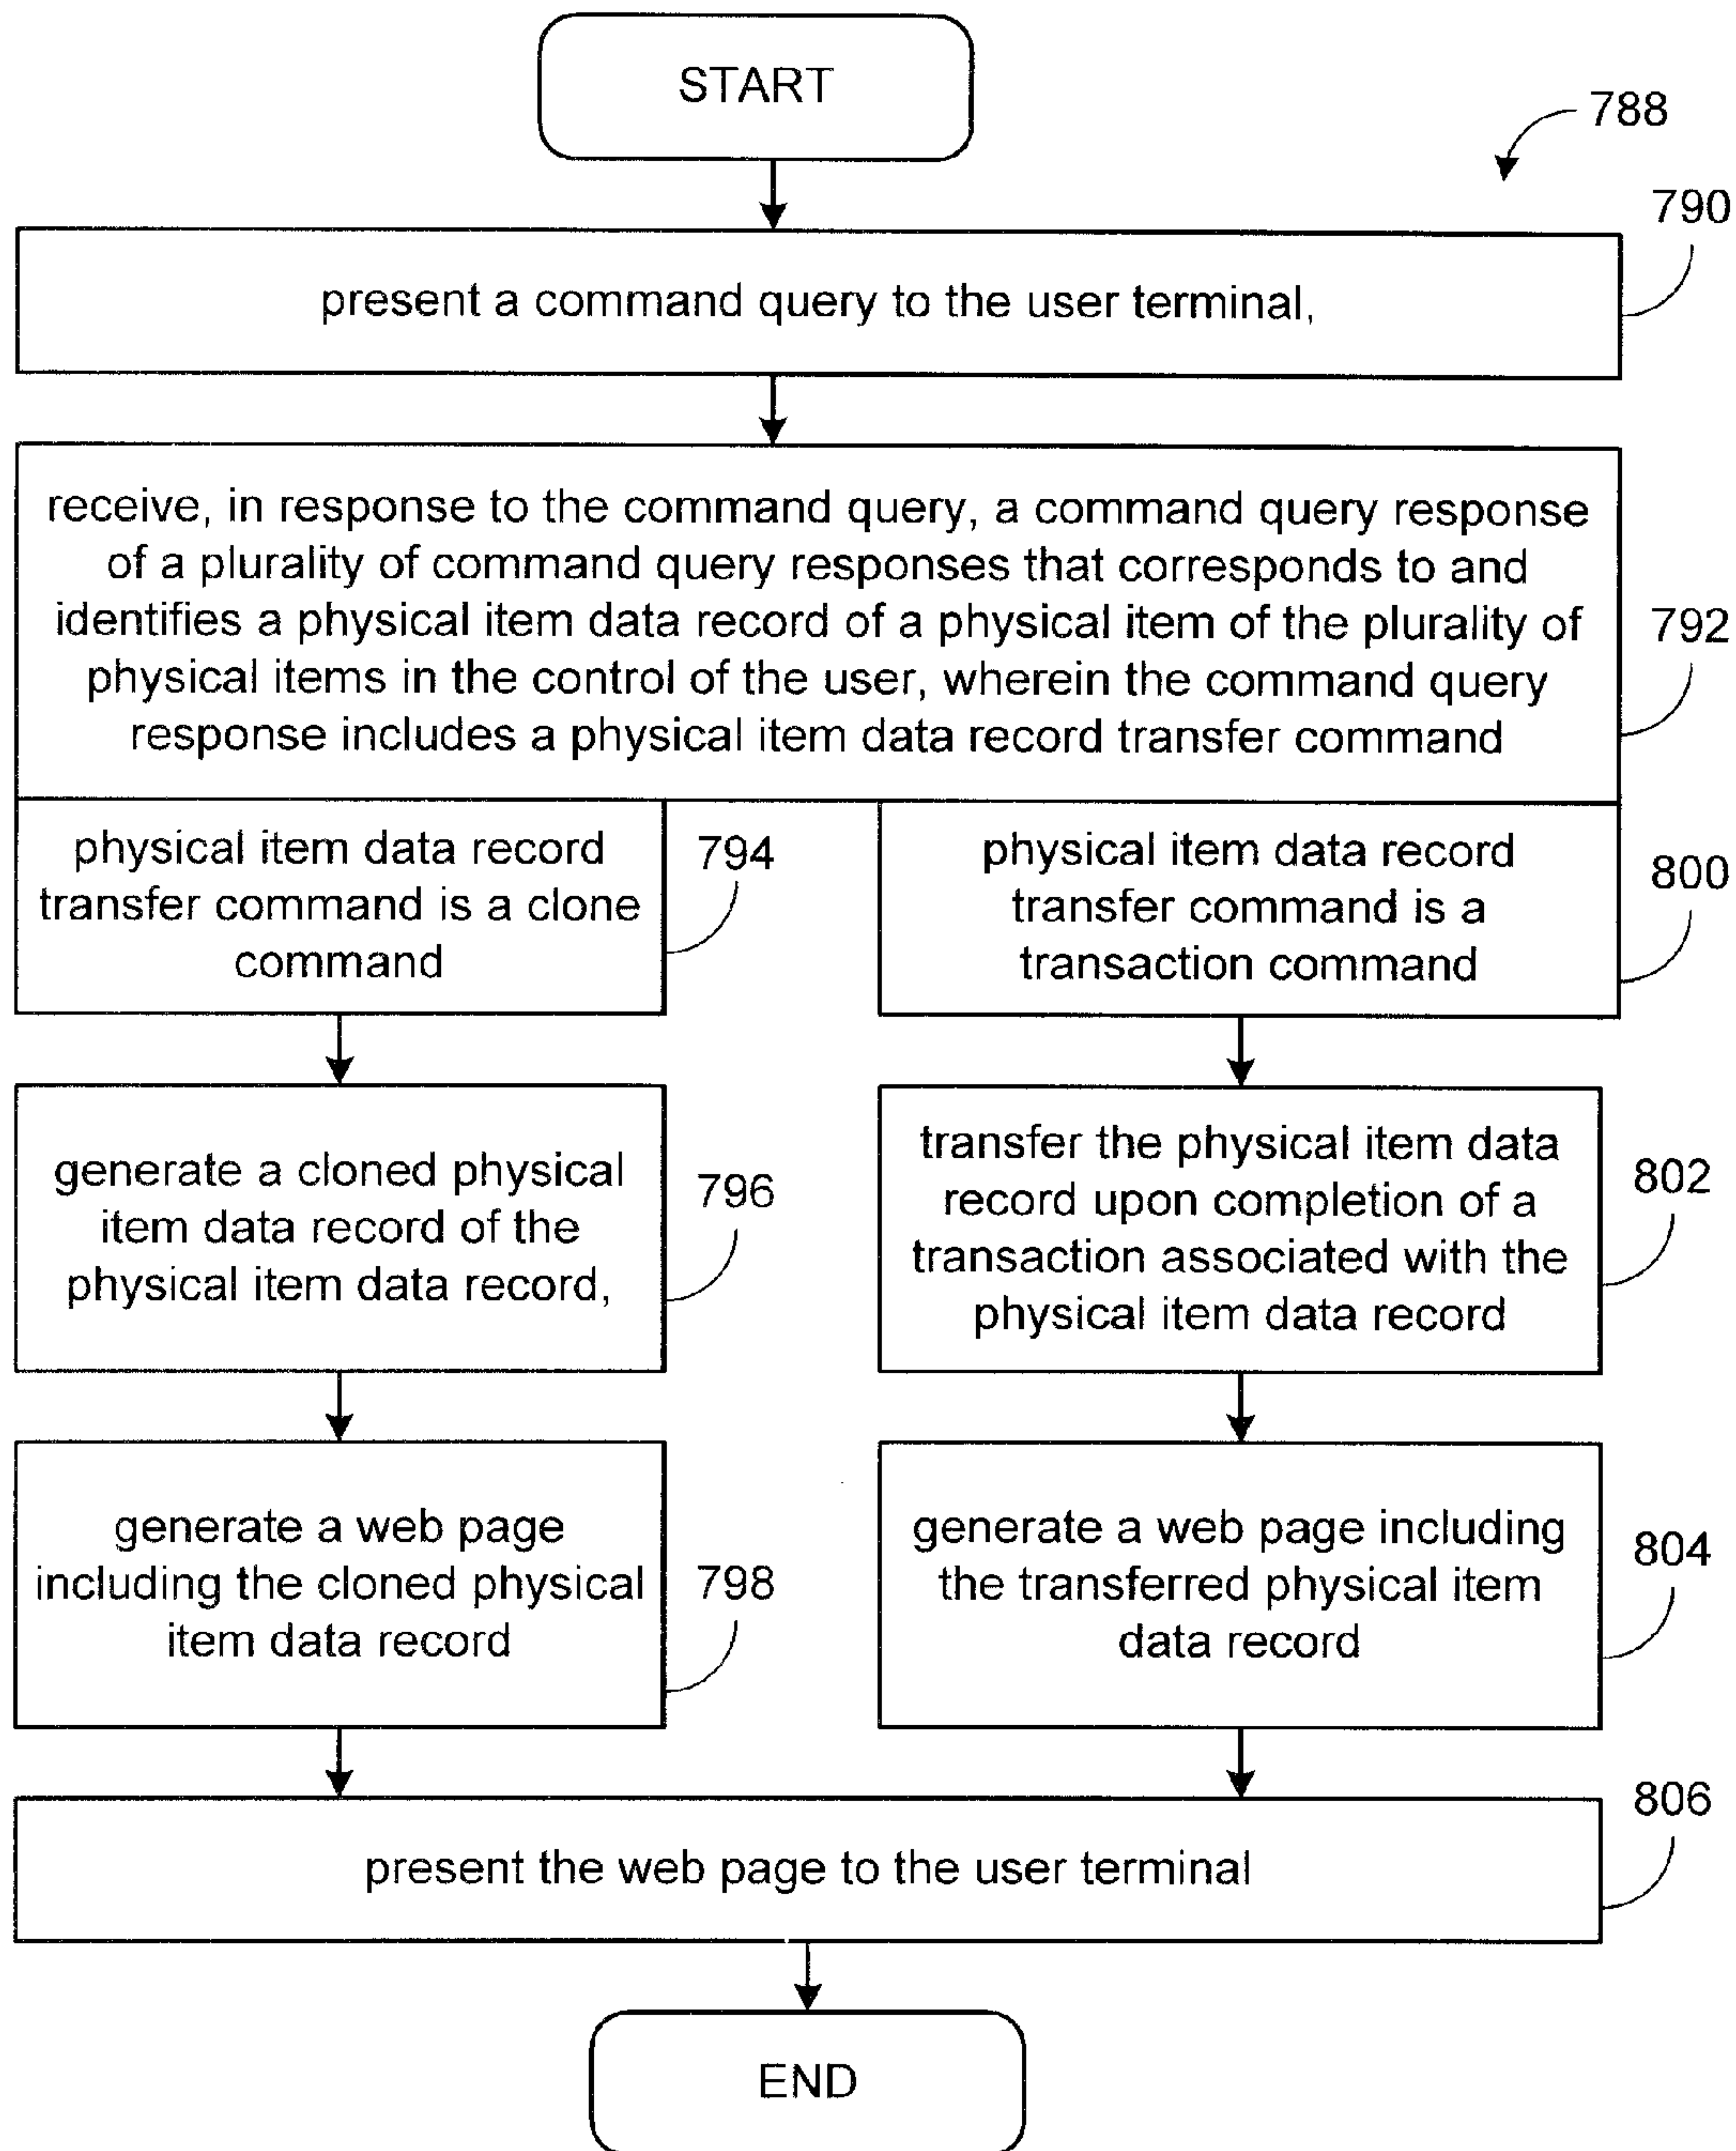 START
788
790
present a command query to the user terminal,
receive, in response to the command query, a command query response
of a plurality of command query responses that corresponds to and
identifies a physical item data record of a physical item of the plurality of
physical items in the control of the user, wherein the command query
response includes a physical item data record transfer command
792
physical item data record
transfer command is a clone
command
794
physical item data record
transfer command is a
transaction command
800
generate a cloned physical
item data record of the
physical item data record,
796
transfer the physical item data
record upon completion of a
transaction associated with the
physical item data record
802
generate a web page
including the cloned physical
item data record
798
generate a web page including
the transferred physical item
data record
804
806
present the web page to the user terminal
END